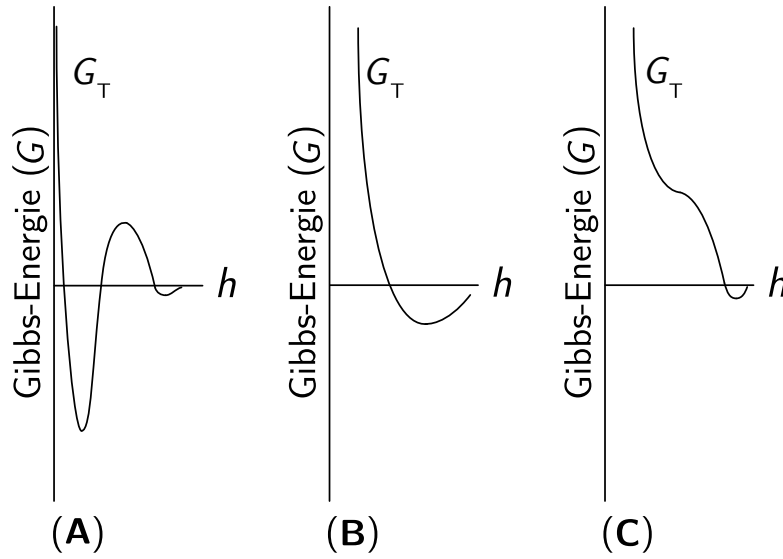 G_T
Gibbs-Energie (G)
h
(A)
G_T
Gibbs-Energie (G)
h
(B)
G_T
Gibbs-Energie (G)
h
(C)